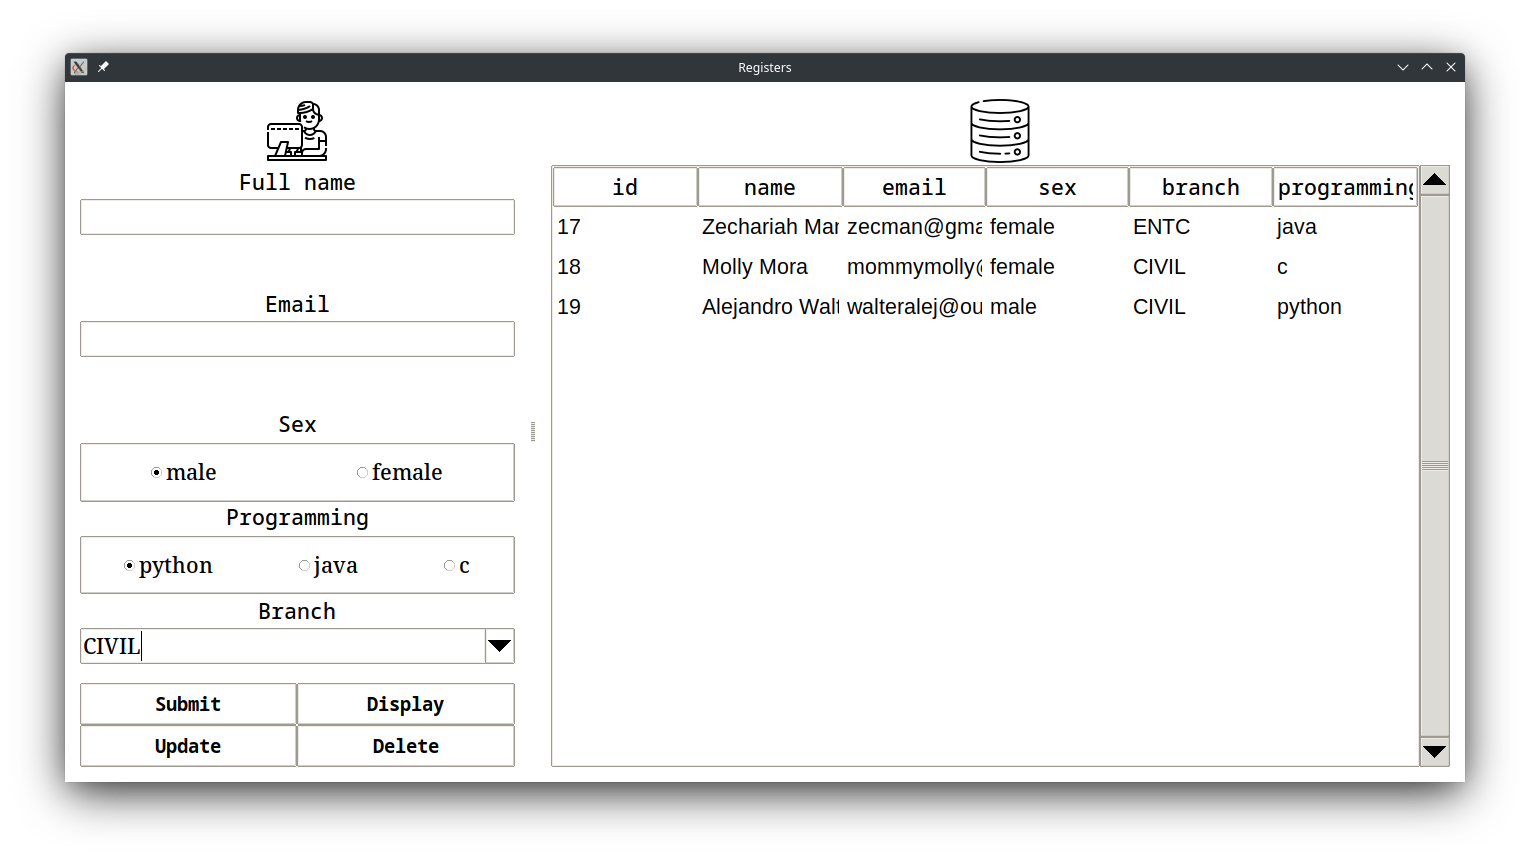 Registers
Full name
Email
Sex
male female
Programming
python java c
Branch
CIVIL
Submit Display
Update Delete
id name email sex branch programming
17 Zechariah Mar zecman@gma female ENTC java
18 Molly Mora mommymolly@ female CIVIL c
19 Alejandro Walt walteralej@ou male CIVIL python